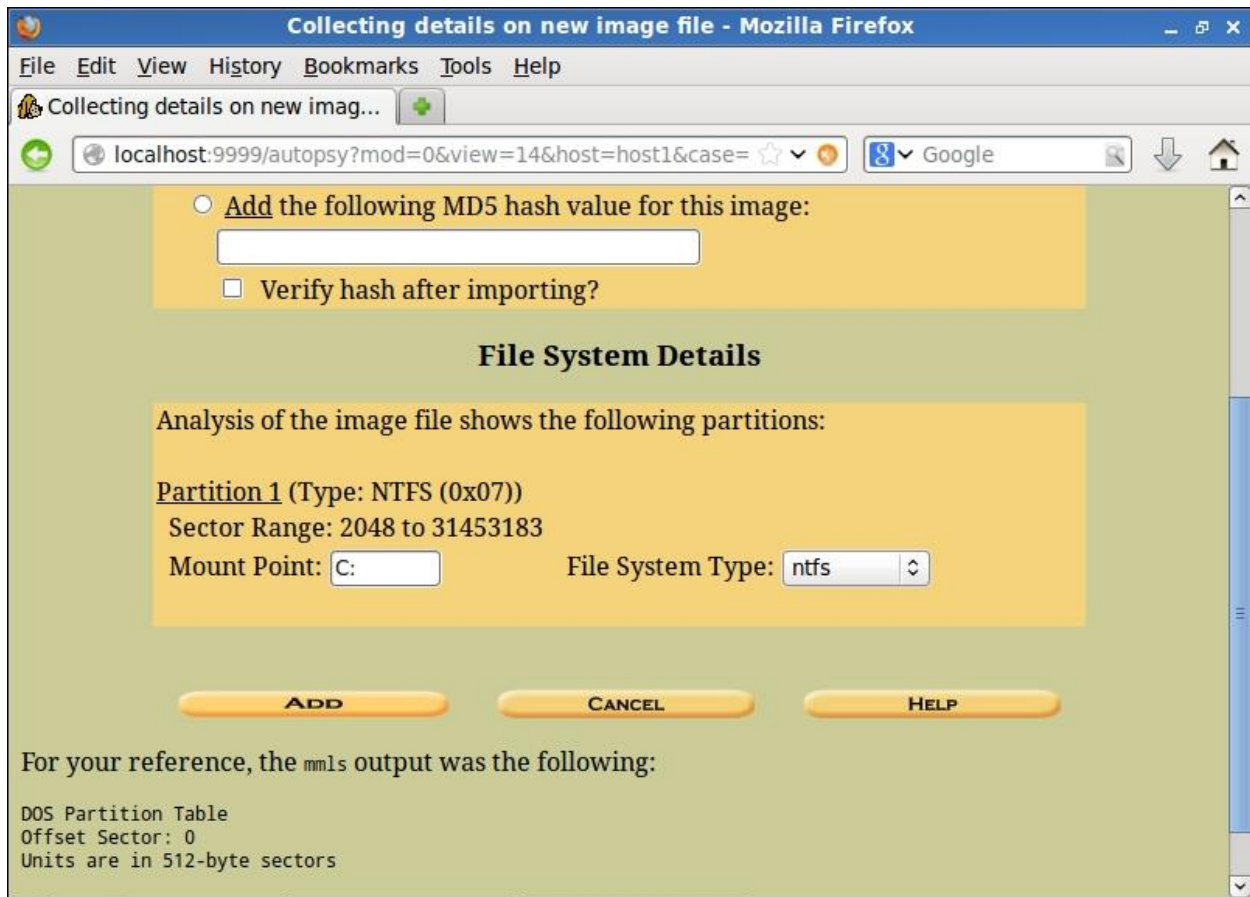 Collecting details on new image file - Mozilla Firefox
File Edit View History Bookmarks Tools Help
Collecting details on new imag...
localhost:9999/autopsy?mod=0&view=14&host=host1&case=
8 Google
Add the following MD5 hash value for this image:
Verify hash after importing?
File System Details
Analysis of the image file shows the following partitions:
Partition 1 (Type: NTFS (0x07))
Sector Range: 2048 to 31453183
Mount Point: C: File System Type: ntfs
ADD CANCEL HELP
For your reference, the mmls output was the following:
DOS Partition Table
Offset Sector: 0
Units are in 512-byte sectors